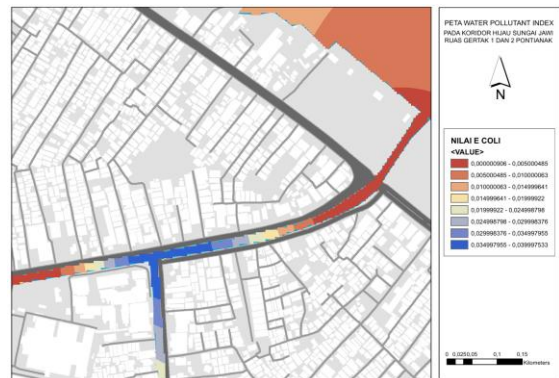 PETA WATER POLLUTANT INDEX
PADA KORIDOR HIJAU SUNGAI JAWI
RUAS GERTAK 1 DAN 2 PONTIANAK
N
NILAI E COLI
<VALUE>
0,000000906 - 0,005000485
0,005000485 - 0,010000063
0,010000063 - 0,014999641
0,014999641 - 0,01999922
0,01999922 - 0,024998798
0,024998798 - 0,029998376
0,029998376 - 0,034997955
0,034997955 - 0,039997533
0 0,0250,05 0,1 0,15
Kilometers